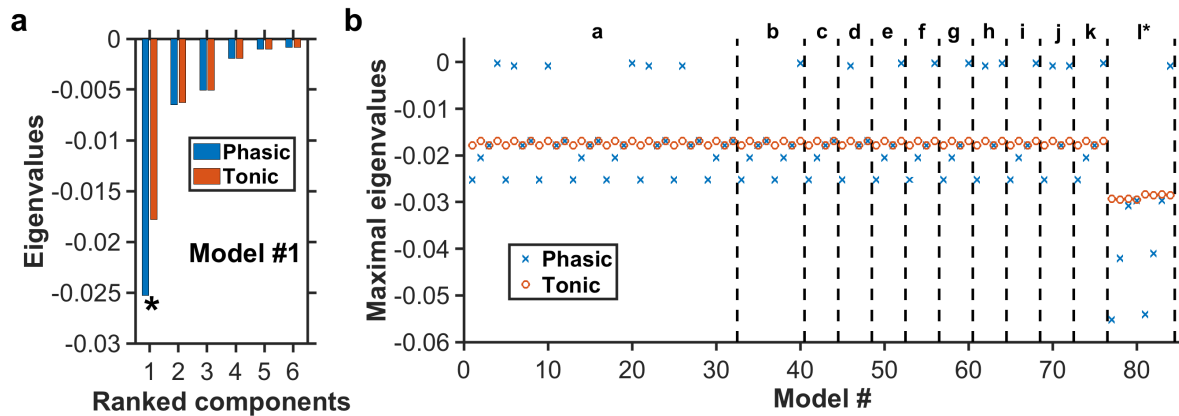 a
0
-0.005
-0.01
-0.015
-0.02
-0.025
-0.03
Eigenvalues
Phasic
Tonic
Model #1
*
1 2 3 4 5 6
Ranked components
b
a b c d e f g h i j k l*
0
-0.01
-0.02
-0.03
-0.04
-0.05
-0.06
Maximal eigenvalues
Phasic
Tonic
0 10 20 30 40 50 60 70 80
Model #